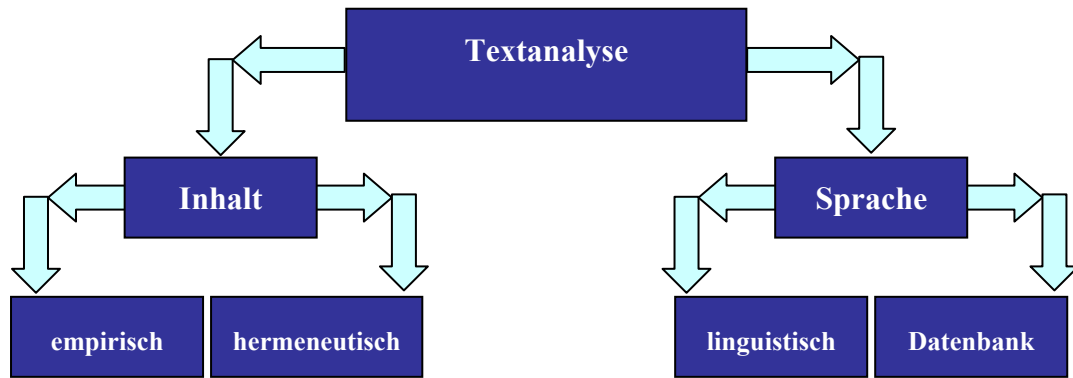 Textanalyse
Inhalt
Sprache
empirisch
hermeneutisch
linguistisch
Datenbank